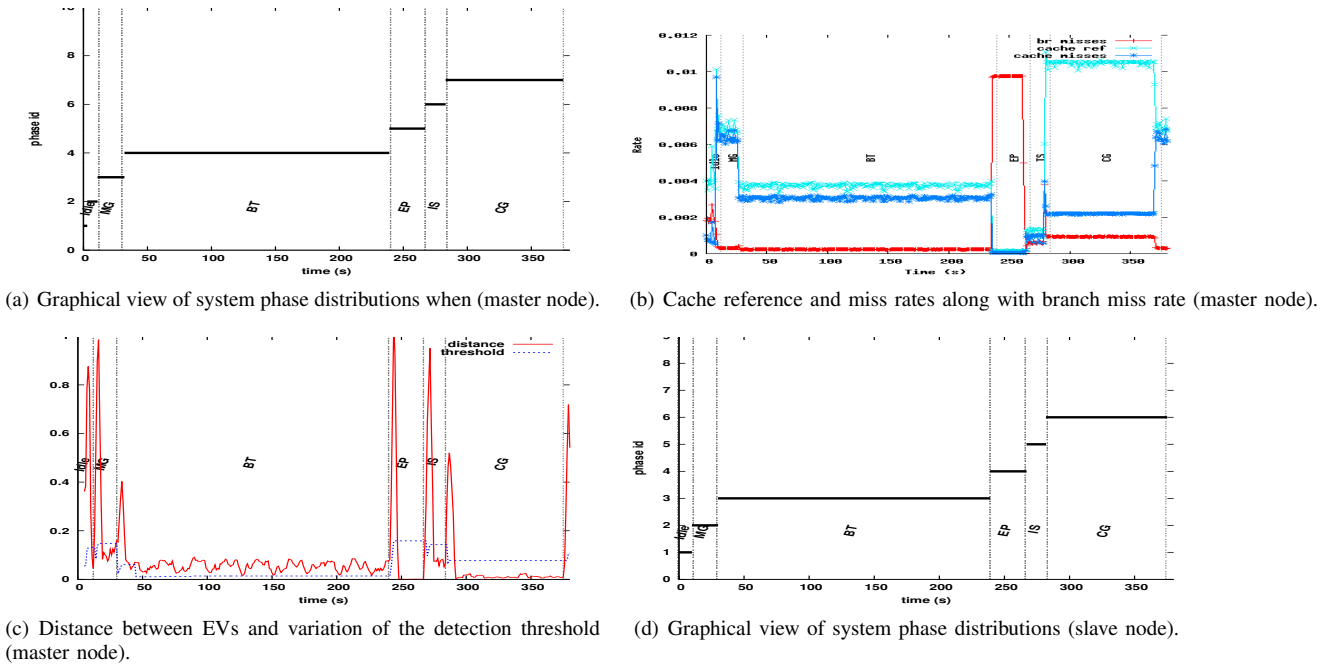 10
8
6
4
2
0
phase id
Idle
MG
BT
EP
IS
CG
0 50 100 150 200 250 300 350
time (s)
(a) Graphical view of system phase distributions when (master node).
0.012
0.01
0.008
0.006
0.004
0.002
0
Rate
br misses
cache ref
cache misses
Idle
MG
BT
EP
IS
CG
0 50 100 150 200 250 300 350
Time (s)
(b) Cache reference and miss rates along with branch miss rate (master node).
1
0.8
0.6
0.4
0.2
0
distance
threshold
Idle
MG
BT
EP
IS
CG
0 50 100 150 200 250 300 350
time (s)
(c) Distance between EVs and variation of the detection threshold
(master node).
9
8
7
6
5
4
3
2
1
0
phase id
Idle
MG
BT
EP
IS
CG
0 50 100 150 200 250 300 350
time (s)
(d) Graphical view of system phase distributions (slave node).